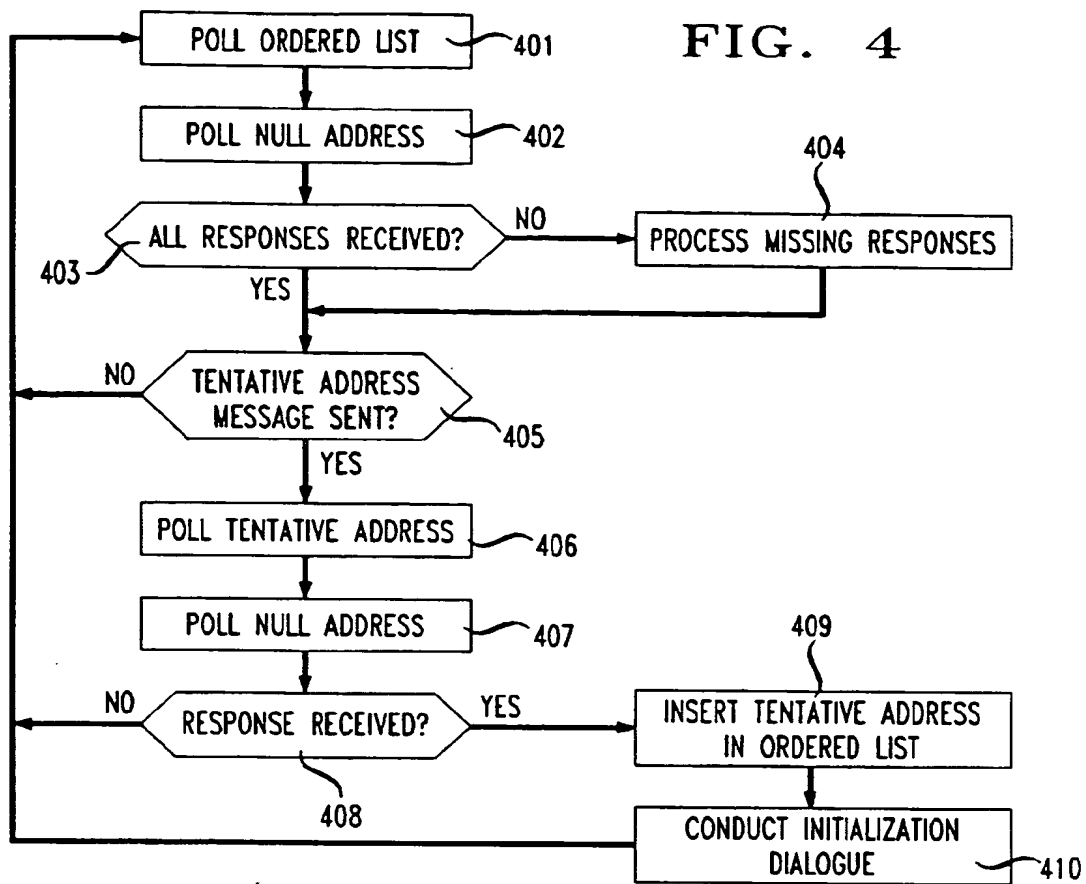 FIG. 4
POLL ORDERED LIST
401
POLL NULL ADDRESS
402
ALL RESPONSES RECEIVED?
403
NO
404
PROCESS MISSING RESPONSES
YES
NO
TENTATIVE ADDRESS
MESSAGE SENT?
405
YES
POLL TENTATIVE ADDRESS
406
POLL NULL ADDRESS
407
NO
RESPONSE RECEIVED?
408
YES
409
INSERT TENTATIVE ADDRESS
IN ORDERED LIST
CONDUCT INITIALIZATION
DIALOGUE
410